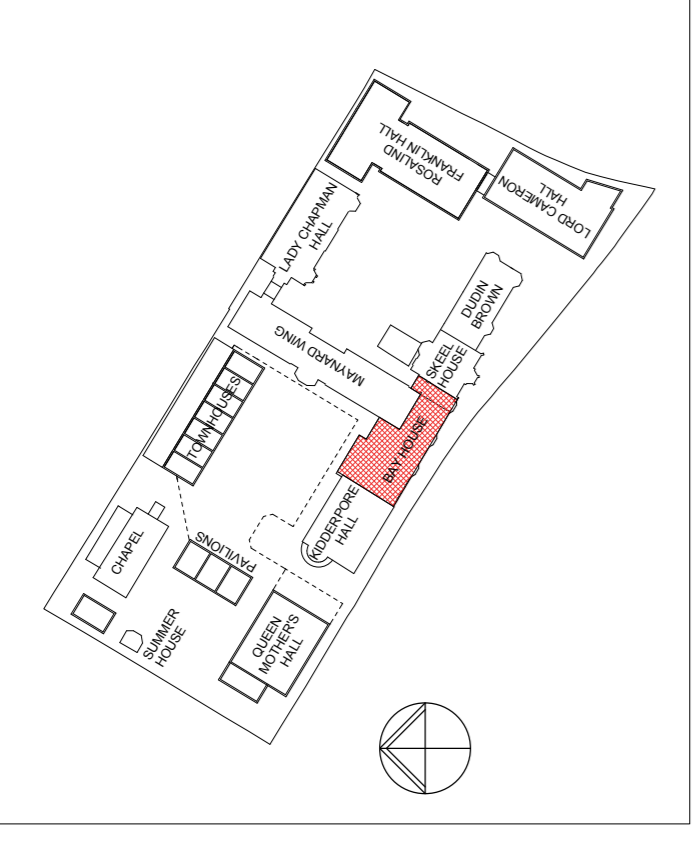 ROSALIND
FRANKLIN HALL
LORD CAMERON
HALL
LADY CHAPMAN
HALL
DUDIN
BROWN
MAYNARD WING
SKEEL
HOUSE
TOWNHOUSES
BAY HOUSE
KIDDERPORE
HALL
CHAPEL
PAVILIONS
SUMMER
HOUSE
QUEEN
MOTHER'S
HALL